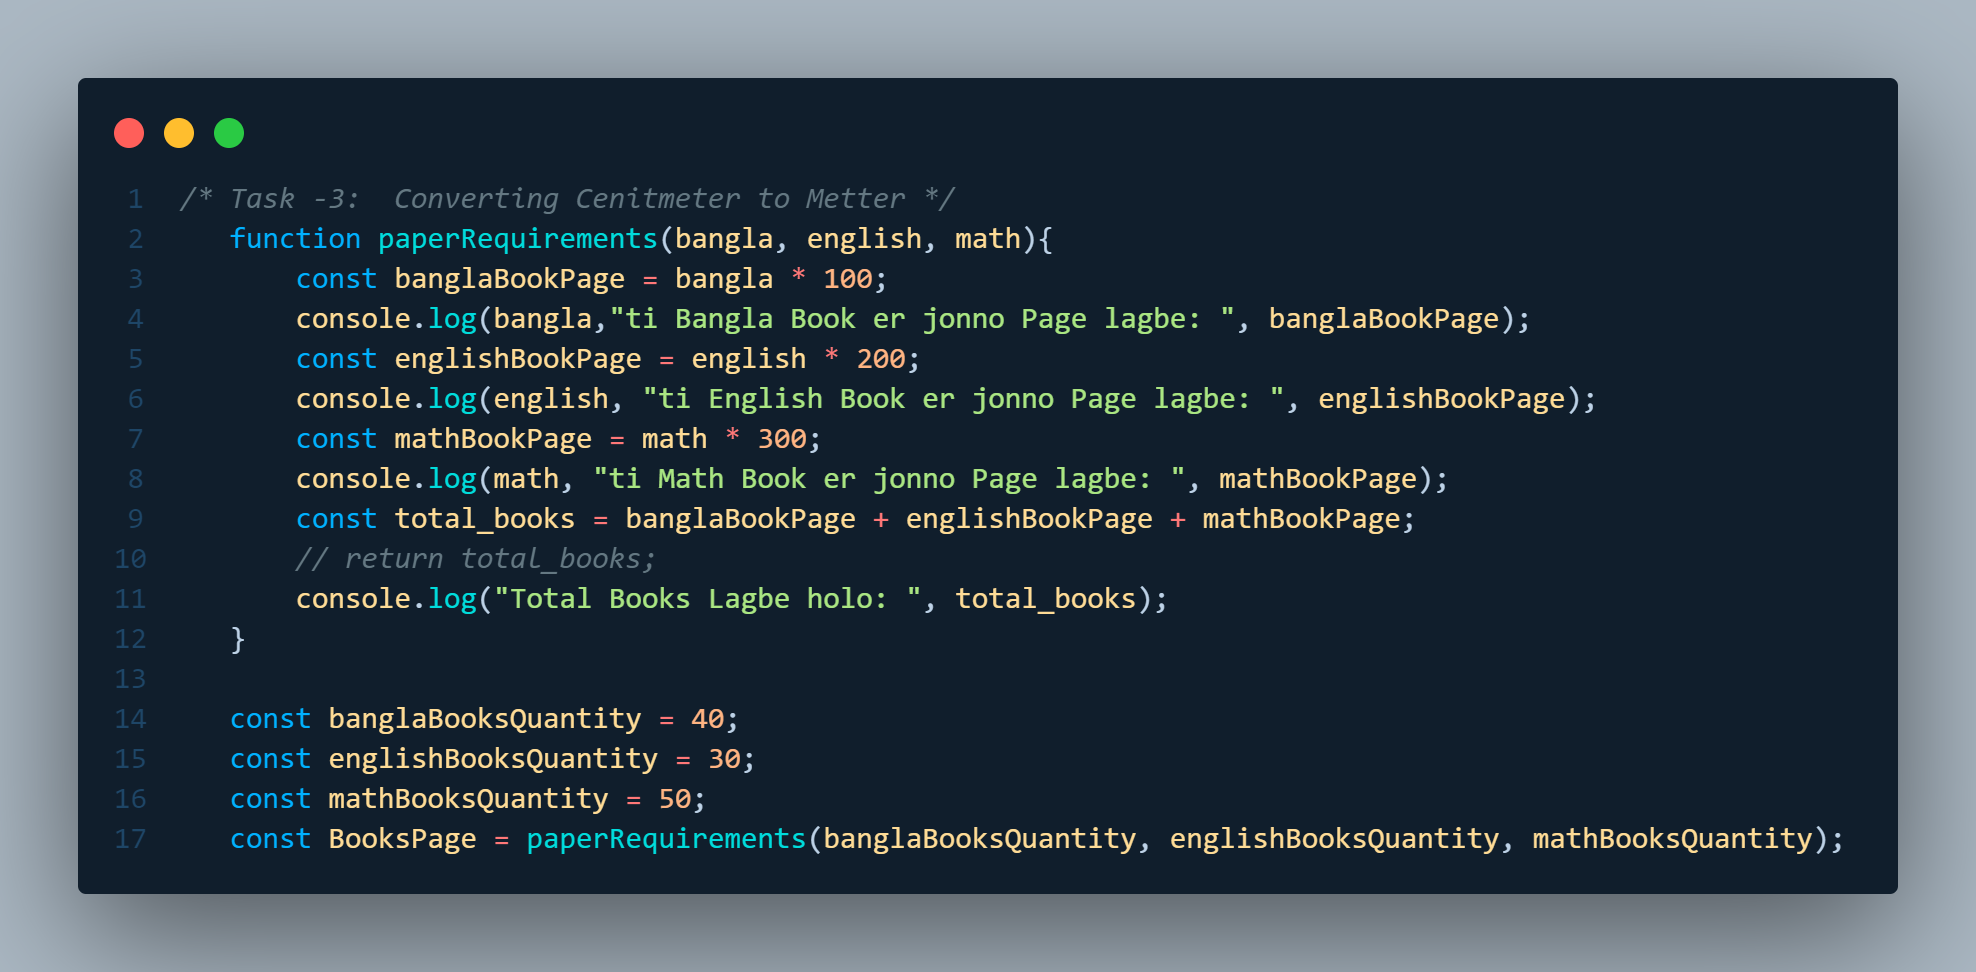 1 /* Task -3:  Converting Cenitmeter to Metter */
2    function paperRequirements(bangla, english, math){
3        const banglaBookPage = bangla * 100;
4        console.log(bangla,"ti Bangla Book er jonno Page lagbe: ", banglaBookPage);
5        const englishBookPage = english * 200;
6        console.log(english, "ti English Book er jonno Page lagbe: ", englishBookPage);
7        const mathBookPage = math * 300;
8        console.log(math, "ti Math Book er jonno Page lagbe: ", mathBookPage);
9        const total_books = banglaBookPage + englishBookPage + mathBookPage;
10        // return total_books;
11        console.log("Total Books Lagbe holo: ", total_books);
12    }
13
14    const banglaBooksQuantity = 40;
15    const englishBooksQuantity = 30;
16    const mathBooksQuantity = 50;
17    const BooksPage = paperRequirements(banglaBooksQuantity, englishBooksQuantity, mathBooksQuantity);